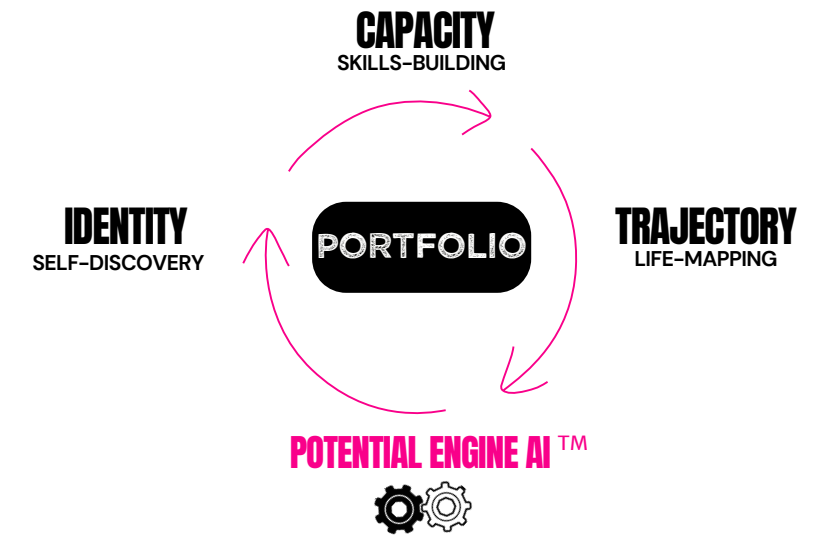 CAPACITY
SKILLS-BUILDING
IDENTITY
SELF-DISCOVERY
PORTFOLIO
TRAJECTORY
LIFE-MAPPING
POTENTIAL ENGINE AI ™